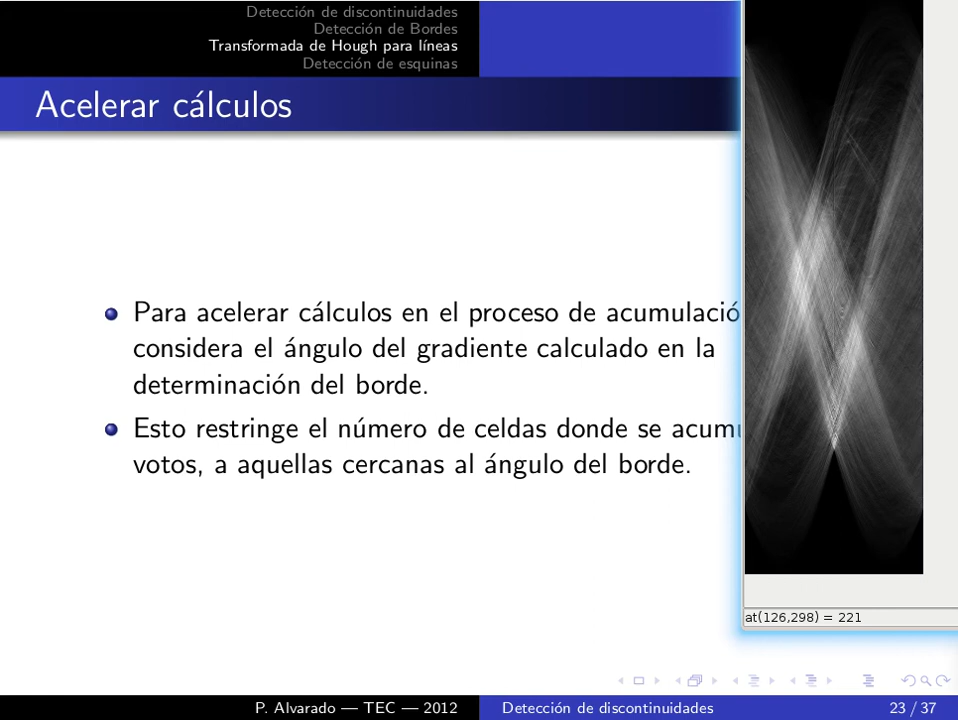 Detección de discontinuidades
Detección de Bordes
Transformada de Hough para líneas
Detección de esquinas
Acelerar cálculos
Para acelerar cálculos en el proceso de acumulació
considera el ángulo del gradiente calculado en la
determinación del borde.
Esto restringe el número de celdas donde se acum
votos, a aquellas cercanas al ángulo del borde.
at(126,298) = 221
P. Alvarado — TEC — 2012
Detección de discontinuidades
23 / 37